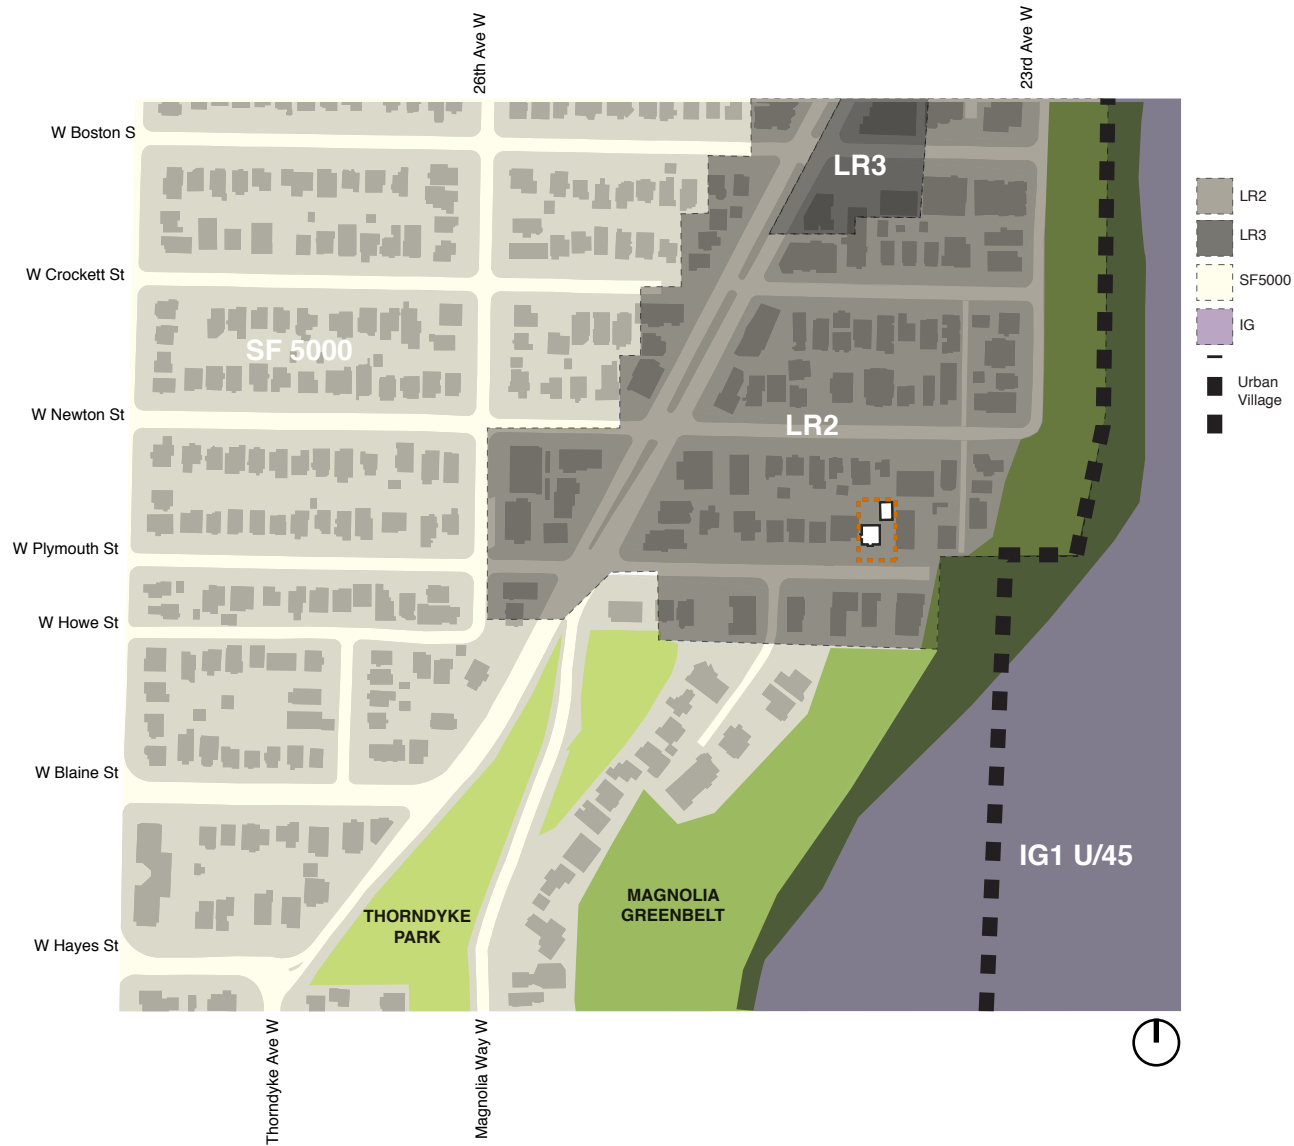 26th Ave W
23rd Ave W
W Boston S
LR3
LR2
LR3
W Crockett St
SF5000
IG
SF 5000
Urban
Village
W Newton St
LR2
W Plymouth St
W Howe St
W Blaine St
IG1 U/45
MAGNOLIA
GREENBELT
THORNDYKE
PARK
W Hayes St
Thorndyke Ave W
Magnolia Way W